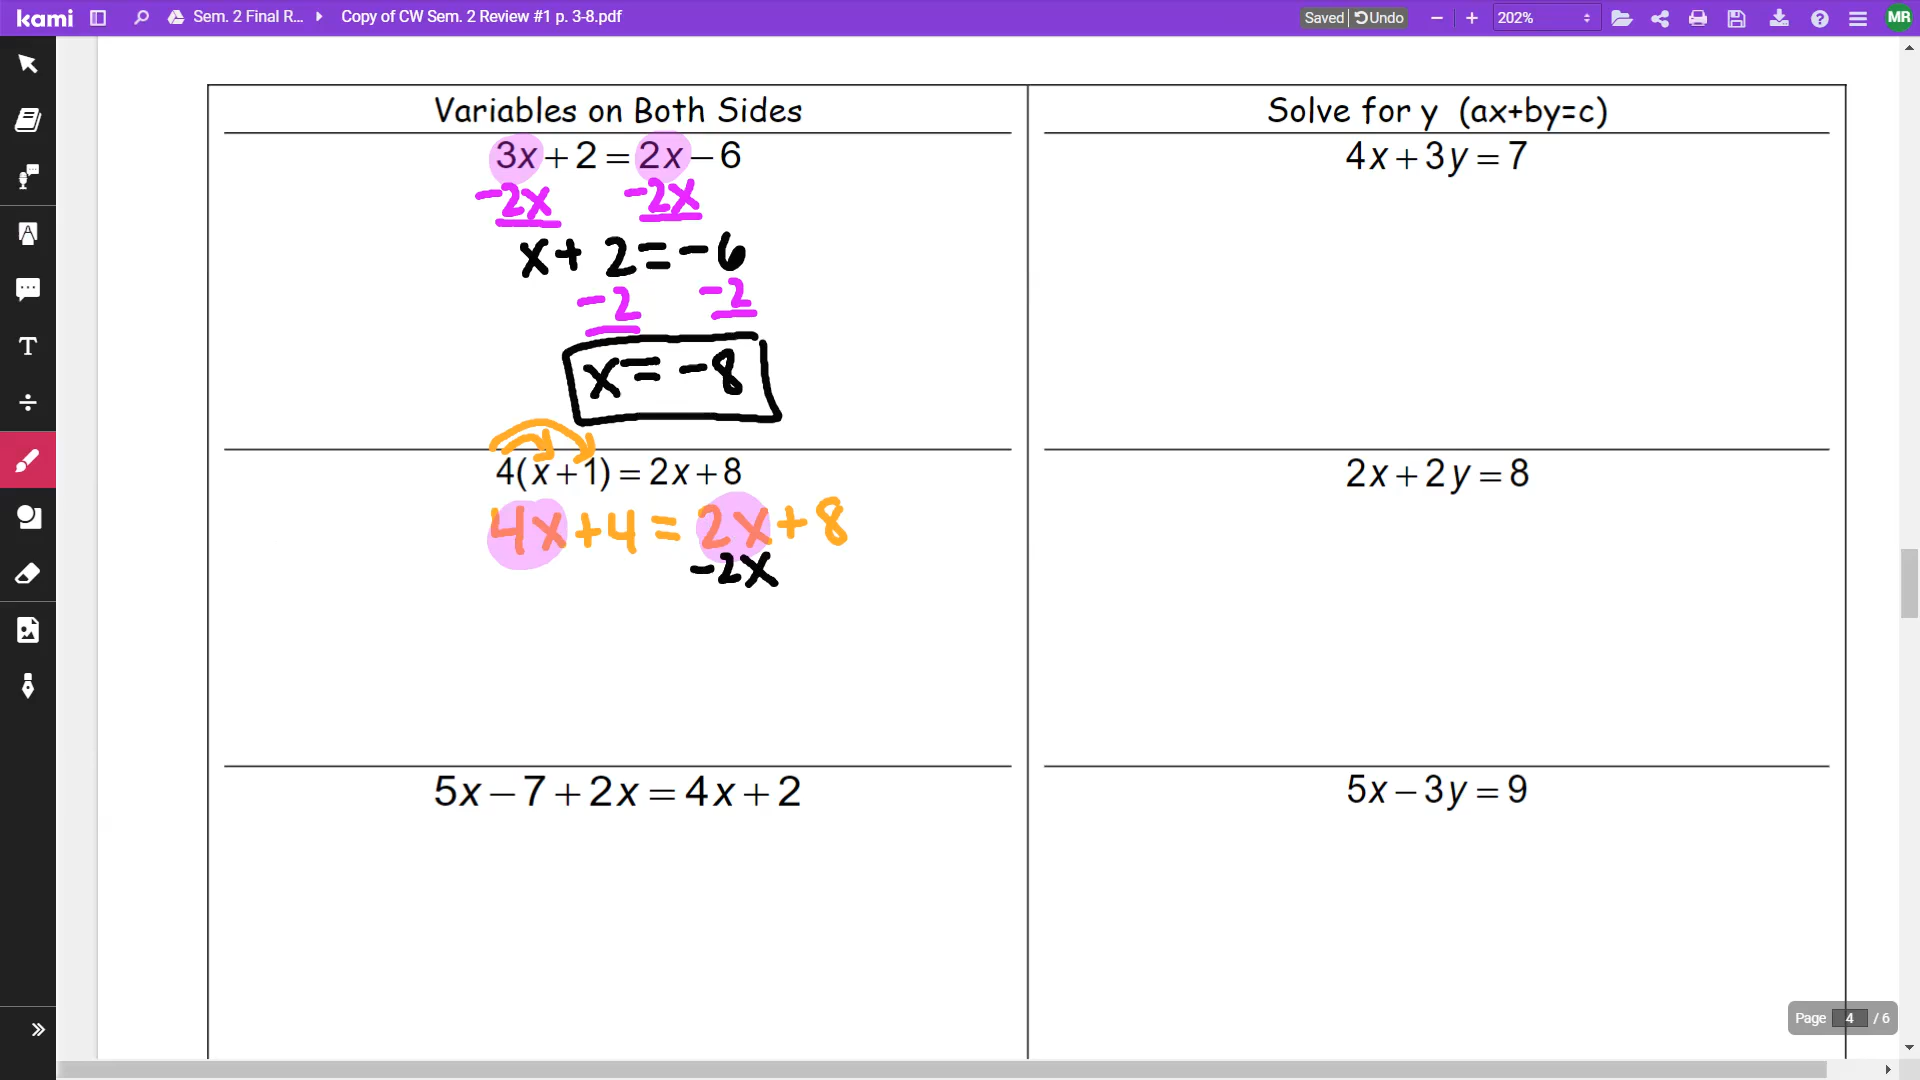 kami Sem. 2 Final R... Copy of CW Sem. 2 Review #1 p. 3-8.pdf Saved Undo 202% MR
Variables on Both Sides
3x + 2 = 2x - 6
-2x -2x
x + 2 = -6
-2 -2
x = -8
4(x + 1) = 2x + 8
4x + 4 = 2x + 8
-2x
5x - 7 + 2x = 4x + 2
Solve for y (ax+by=c)
4x + 3y = 7
2x + 2y = 8
5x - 3y = 9
Page 4 / 6